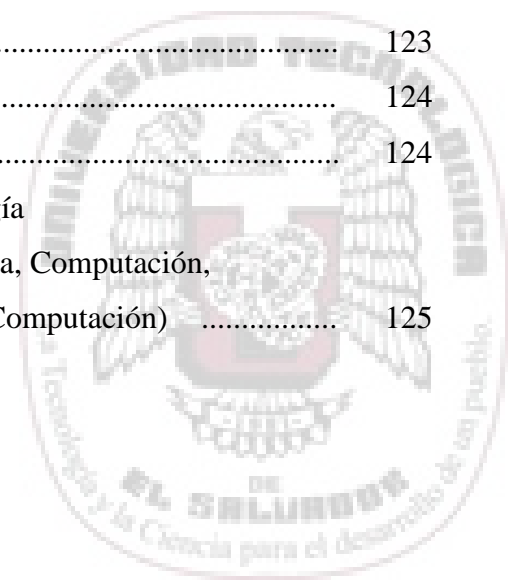 ............................................. 123
............................................. 124
............................................. 124
gía
a, Computación,
Computación) ................ 125
UNIVERSIDAD TECNOLOGICA
DE
EL SALVADOR
La Tecnología y la Ciencia para el desarrollo de un pueblo.